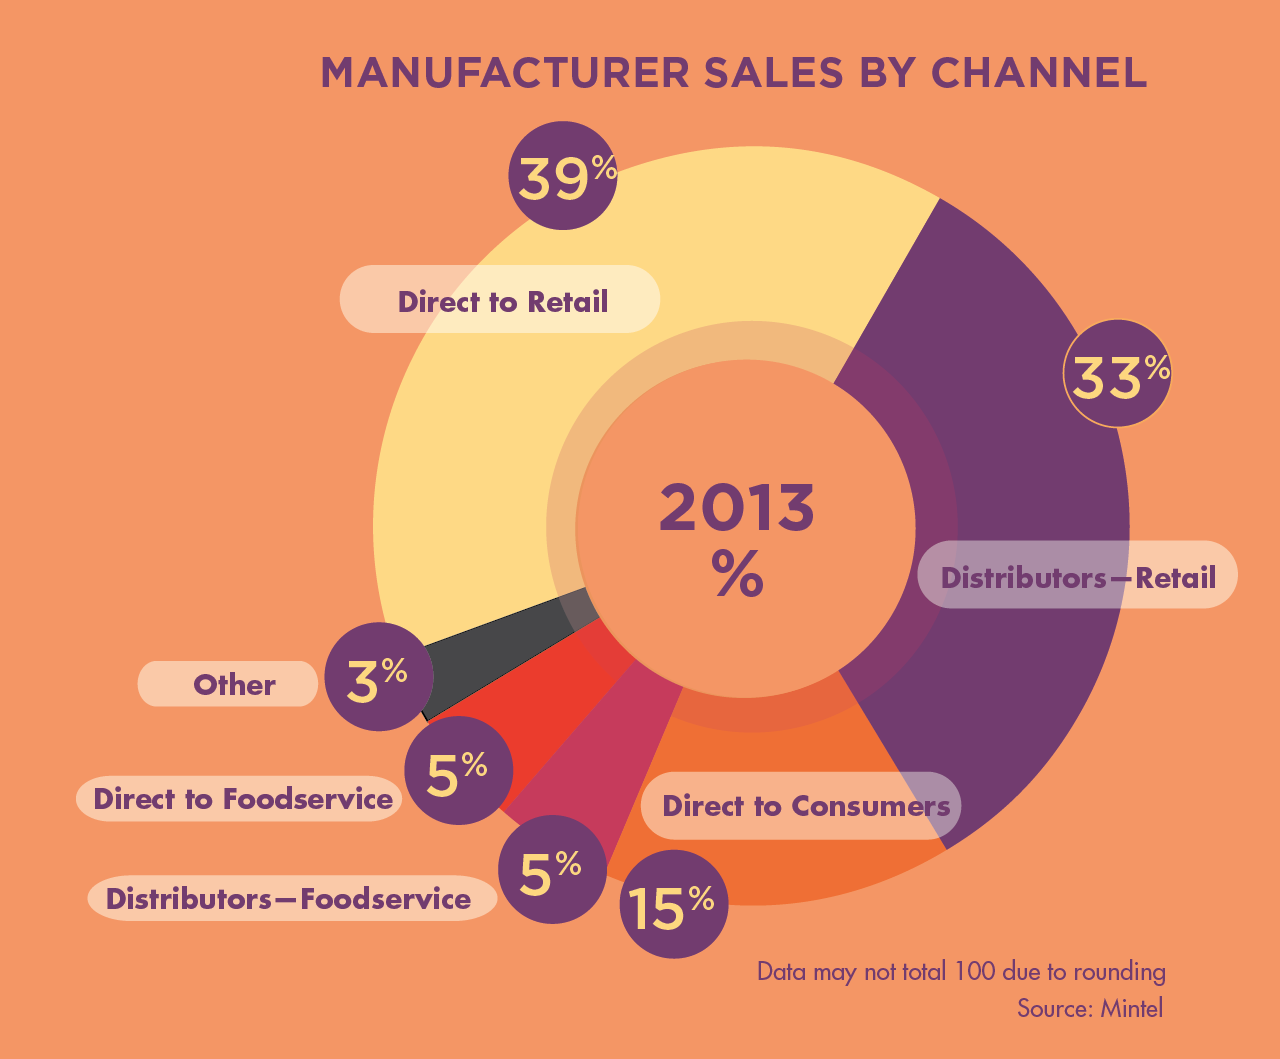 MANUFACTURER SALES BY CHANNEL
39%
Direct to Retail
33%
2013
%
Distributors—Retail
3%
Other
5%
Direct to Foodservice
Direct to Consumers
5%
Distributors—Foodservice
15%
Data may not total 100 due to rounding
Source: Mintel